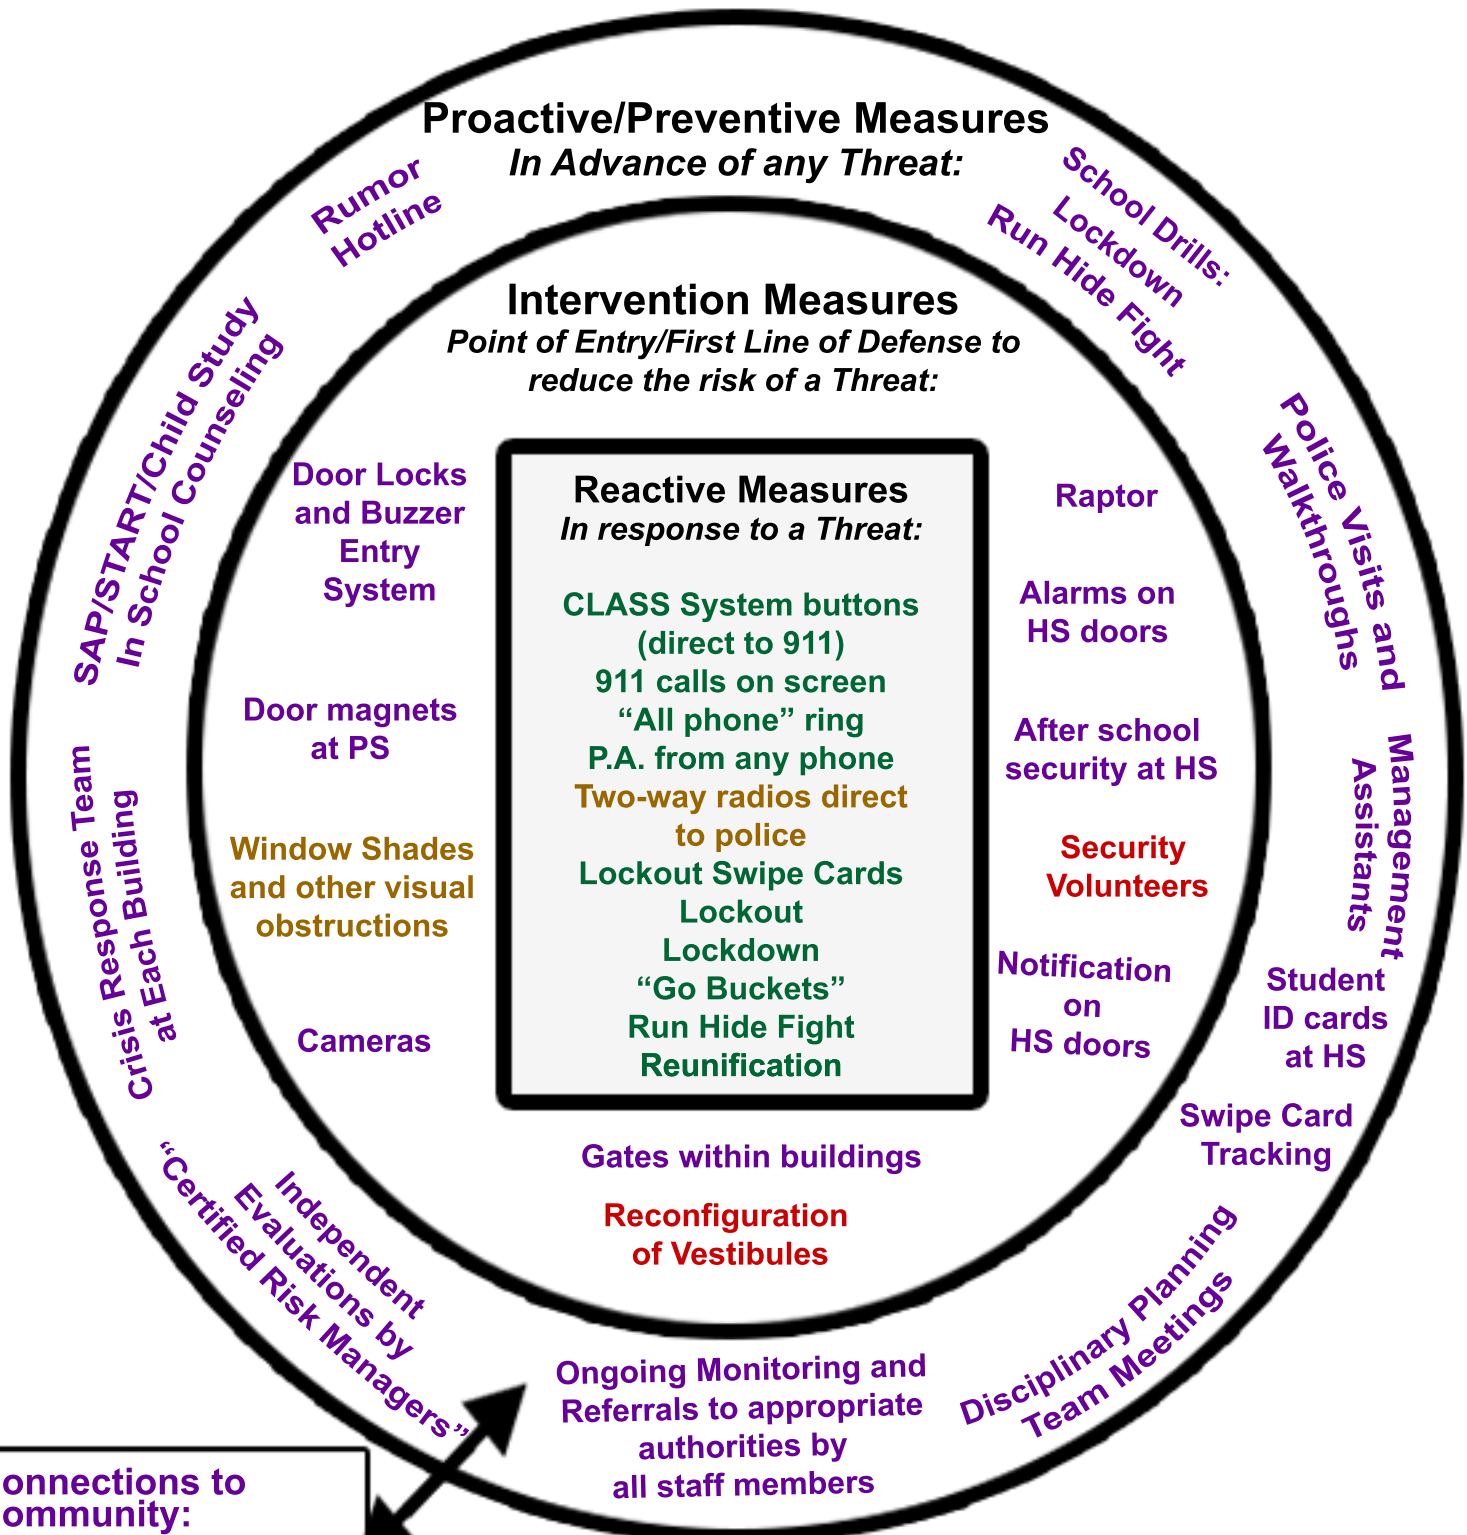 Proactive/Preventive Measures
In Advance of any Threat:
Rumor
Hotline
School Drills:
Lockdown
Run Hide Fight
SAP/START/Child Study
In School Counseling
Police Visits and
Walkthroughs
Crisis Response Team
at Each Building
Management
Assistants
Student
ID cards
at HS
Swipe Card
Tracking
Independent
Evaluations by
“Certified Risk Managers”
Disciplinary Planning
Team Meetings
Ongoing Monitoring and
Referrals to appropriate
authorities by
all staff members
Intervention Measures
Point of Entry/First Line of Defense to
reduce the risk of a Threat:
Door Locks
and Buzzer
Entry
System
Door magnets
at PS
Window Shades
and other visual
obstructions
Cameras
Raptor
Alarms on
HS doors
After school
security at HS
Security
Volunteers
Notification
on
HS doors
Gates within buildings
Reconfiguration
of Vestibules
Reactive Measures
In response to a Threat:
CLASS System buttons
(direct to 911)
911 calls on screen
“All phone” ring
P.A. from any phone
Two-way radios direct
to police
Lockout Swipe Cards
Lockout
Lockdown
“Go Buckets”
Run Hide Fight
Reunification
onnections to
ommunity: